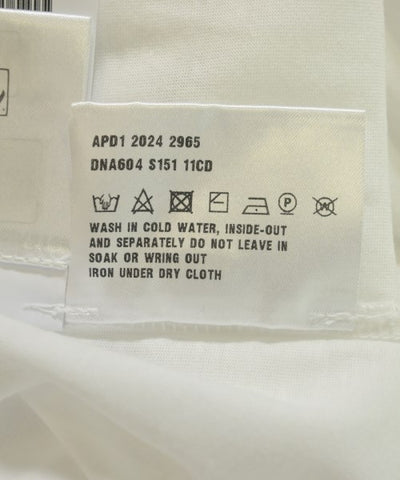 APD1 2024 2965
DNA604 S151 11CD
P
WASH IN COLD WATER, INSIDE-OUT
AND SEPARATELY DO NOT LEAVE IN
SOAK OR WRING OUT
IRON UNDER DRY CLOTH